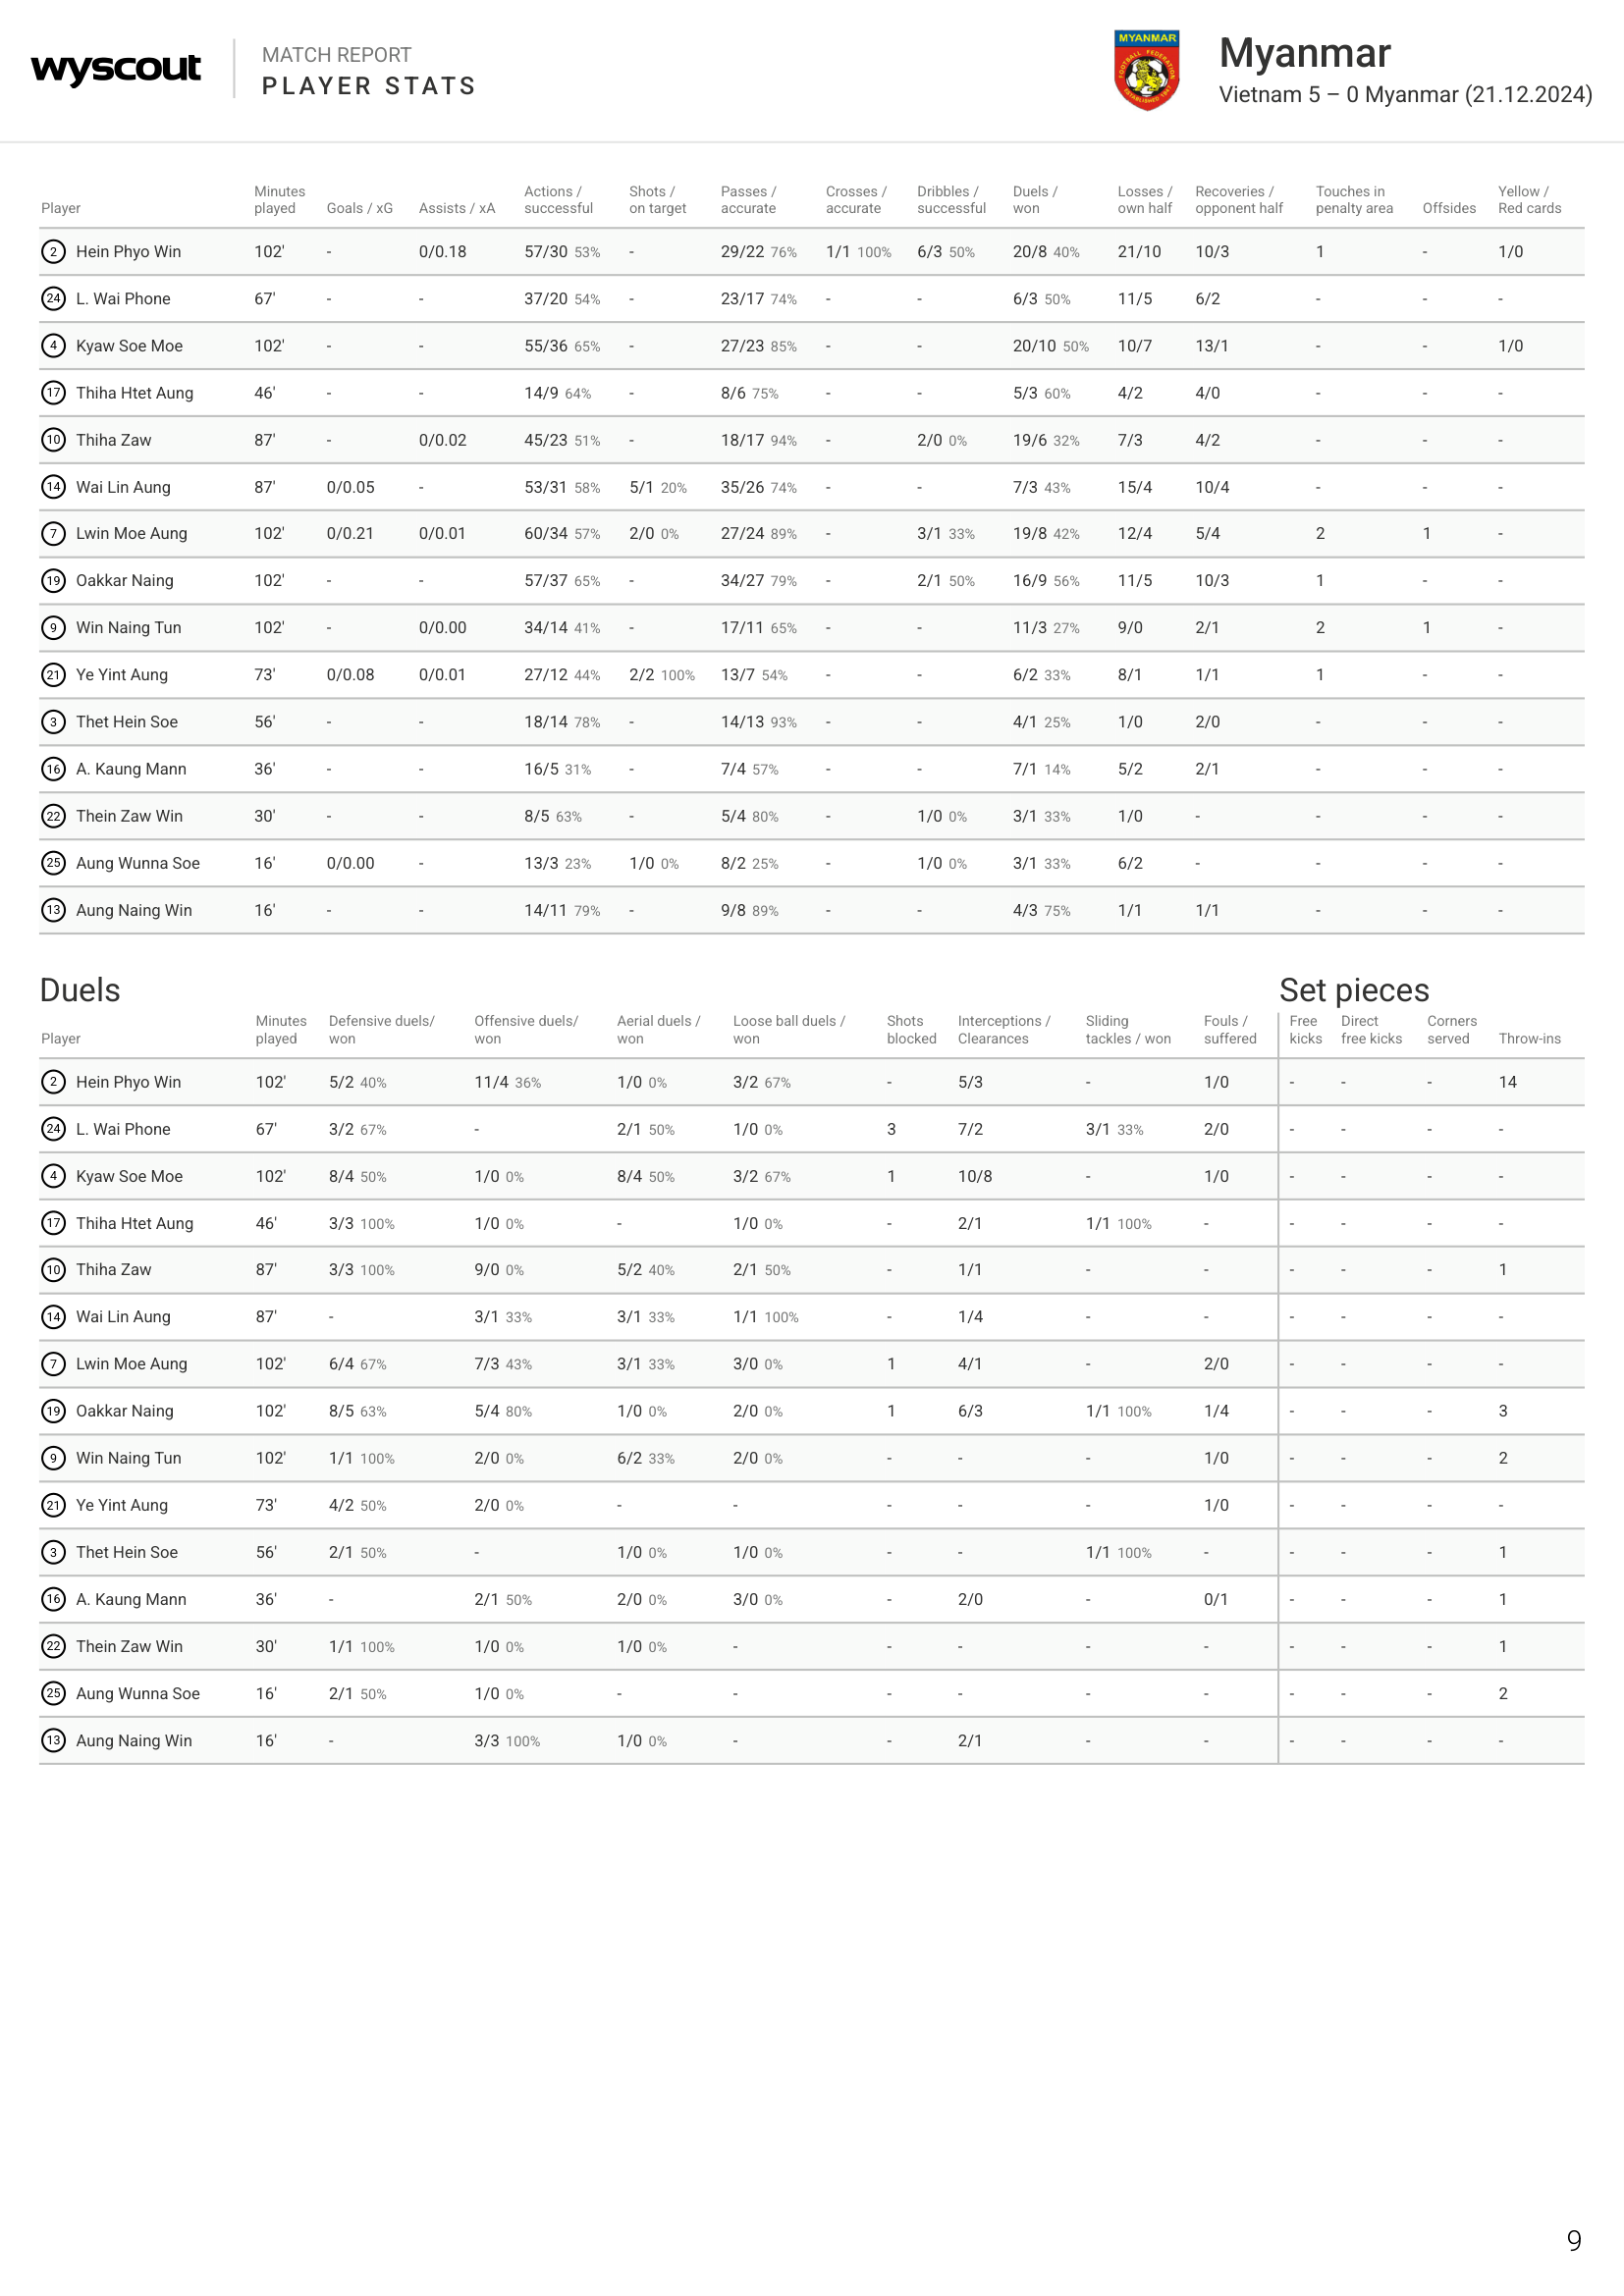 wyscout
MATCH REPORT
PLAYER STATS
MYANMAR
FOOTBALL FEDERATION
ESTABLISHED 1947
Myanmar
Vietnam 5 – 0 Myanmar (21.12.2024)
Player Minutes played Goals / xG Assists / xA Actions / successful Shots / on target Passes / accurate Crosses / accurate Dribbles / successful Duels / won Losses / own half Recoveries / opponent half Touches in penalty area Offsides Yellow / Red cards
2 Hein Phyo Win 102' - 0/0.18 57/30 53% - 29/22 76% 1/1 100% 6/3 50% 20/8 40% 21/10 10/3 1 - 1/0
24 L. Wai Phone 67' - - 37/20 54% - 23/17 74% - - 6/3 50% 11/5 6/2 - - -
4 Kyaw Soe Moe 102' - - 55/36 65% - 27/23 85% - - 20/10 50% 10/7 13/1 - - 1/0
17 Thiha Htet Aung 46' - - 14/9 64% - 8/6 75% - - 5/3 60% 4/2 4/0 - - -
10 Thiha Zaw 87' - 0/0.02 45/23 51% - 18/17 94% - 2/0 0% 19/6 32% 7/3 4/2 - - -
14 Wai Lin Aung 87' 0/0.05 - 53/31 58% 5/1 20% 35/26 74% - - 7/3 43% 15/4 10/4 - - -
7 Lwin Moe Aung 102' 0/0.21 0/0.01 60/34 57% 2/0 0% 27/24 89% - 3/1 33% 19/8 42% 12/4 5/4 2 1 -
19 Oakkar Naing 102' - - 57/37 65% - 34/27 79% - 2/1 50% 16/9 56% 11/5 10/3 1 - -
9 Win Naing Tun 102' - 0/0.00 34/14 41% - 17/11 65% - - 11/3 27% 9/0 2/1 2 1 -
21 Ye Yint Aung 73' 0/0.08 0/0.01 27/12 44% 2/2 100% 13/7 54% - - 6/2 33% 8/1 1/1 1 - -
3 Thet Hein Soe 56' - - 18/14 78% - 14/13 93% - - 4/1 25% 1/0 2/0 - - -
16 A. Kaung Mann 36' - - 16/5 31% - 7/4 57% - - 7/1 14% 5/2 2/1 - - -
22 Thein Zaw Win 30' - - 8/5 63% - 5/4 80% - 1/0 0% 3/1 33% 1/0 - - - -
25 Aung Wunna Soe 16' 0/0.00 - 13/3 23% 1/0 0% 8/2 25% - 1/0 0% 3/1 33% 6/2 - - - -
13 Aung Naing Win 16' - - 14/11 79% - 9/8 89% - - 4/3 75% 1/1 1/1 - - -
Duels Set pieces
Player Minutes played Defensive duels/ won Offensive duels/ won Aerial duels / won Loose ball duels / won Shots blocked Interceptions / Clearances Sliding tackles / won Fouls / suffered Free kicks Direct free kicks Corners served Throw-ins
2 Hein Phyo Win 102' 5/2 40% 11/4 36% 1/0 0% 3/2 67% - 5/3 - 1/0 - - - 14
24 L. Wai Phone 67' 3/2 67% - 2/1 50% 1/0 0% 3 7/2 3/1 33% 2/0 - - - -
4 Kyaw Soe Moe 102' 8/4 50% 1/0 0% 8/4 50% 3/2 67% 1 10/8 - 1/0 - - - -
17 Thiha Htet Aung 46' 3/3 100% 1/0 0% - 1/0 0% - 2/1 1/1 100% - - - - -
10 Thiha Zaw 87' 3/3 100% 9/0 0% 5/2 40% 2/1 50% - 1/1 - - - - - 1
14 Wai Lin Aung 87' - 3/1 33% 3/1 33% 1/1 100% - 1/4 - - - - - -
7 Lwin Moe Aung 102' 6/4 67% 7/3 43% 3/1 33% 3/0 0% 1 4/1 - 2/0 - - - -
19 Oakkar Naing 102' 8/5 63% 5/4 80% 1/0 0% 2/0 0% 1 6/3 1/1 100% 1/4 - - - 3
9 Win Naing Tun 102' 1/1 100% 2/0 0% 6/2 33% 2/0 0% - - - 1/0 - - - 2
21 Ye Yint Aung 73' 4/2 50% 2/0 0% - - - - - 1/0 - - - -
3 Thet Hein Soe 56' 2/1 50% - 1/0 0% 1/0 0% - - 1/1 100% - - - - 1
16 A. Kaung Mann 36' - 2/1 50% 2/0 0% 3/0 0% - 2/0 - 0/1 - - - 1
22 Thein Zaw Win 30' 1/1 100% 1/0 0% 1/0 0% - - - - - - - - 1
25 Aung Wunna Soe 16' 2/1 50% 1/0 0% - - - - - - - - - 2
13 Aung Naing Win 16' - 3/3 100% 1/0 0% - - 2/1 - - - - - -
9